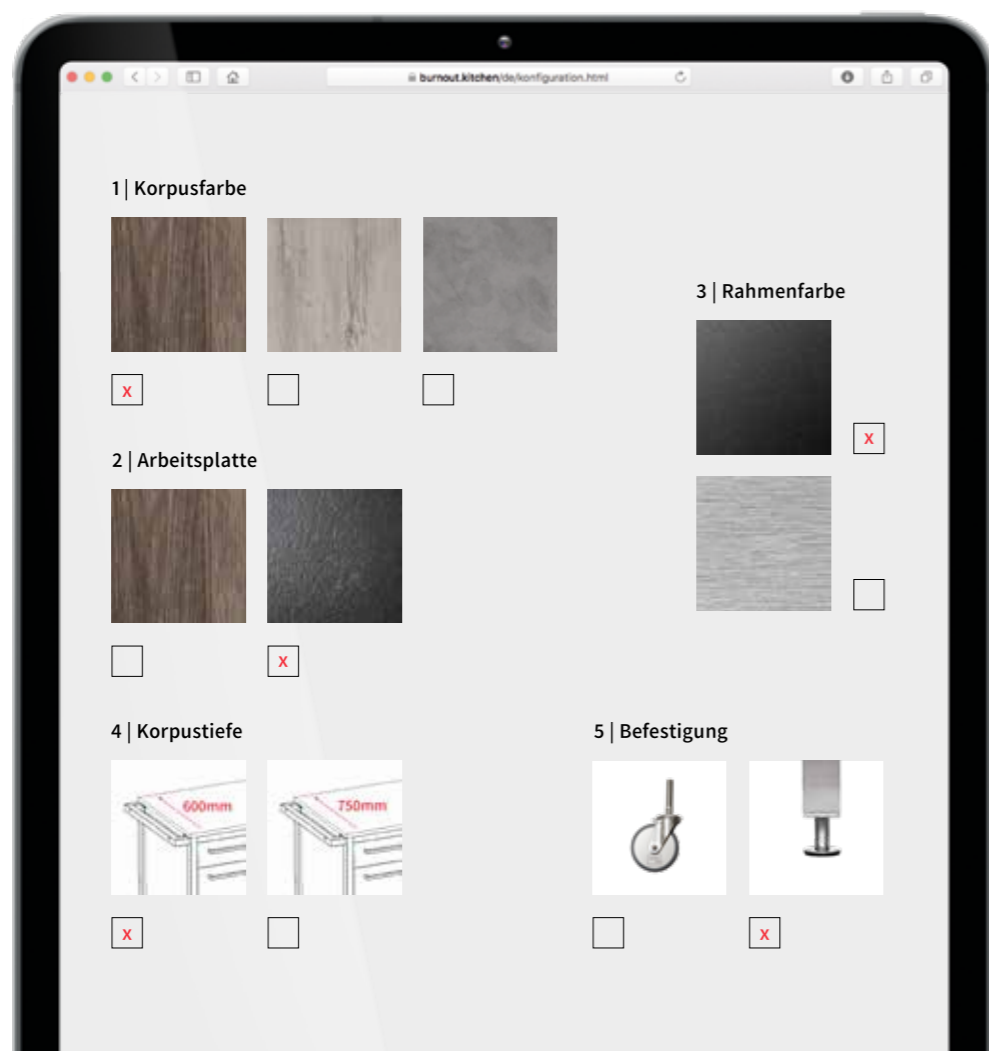 burnout.kitchen/de/konfiguration.html
1 | Korpusfarbe
X
3 | Rahmenfarbe
X
2 | Arbeitsplatte
X
4 | Korpustiefe
600mm
750mm
X
5 | Befestigung
X